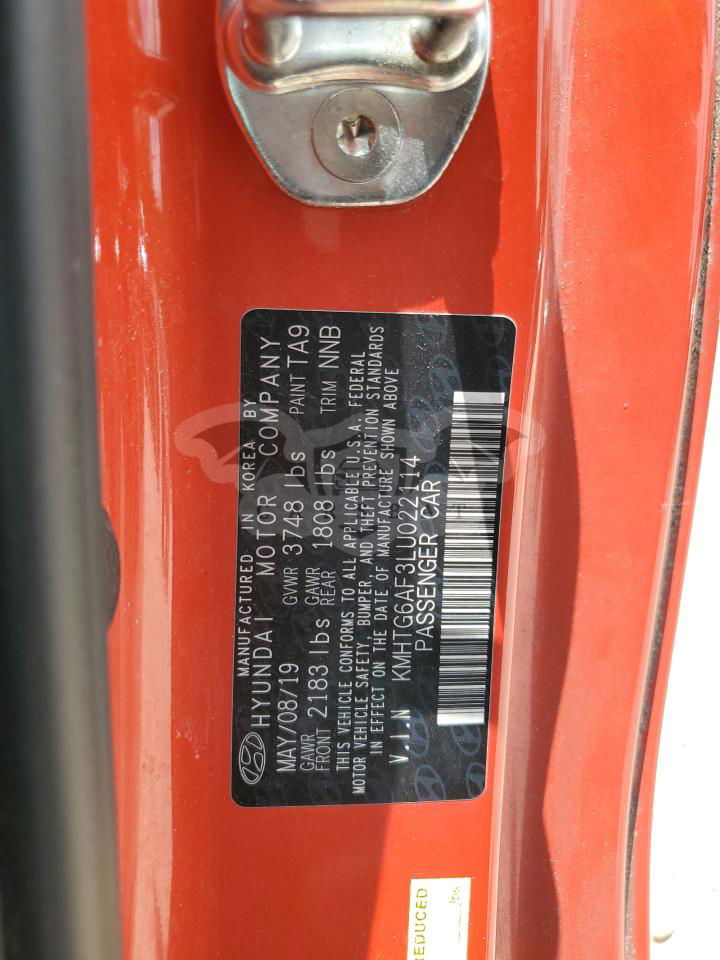 MANUFACTURED IN KOREA BY
HYUNDAI MOTOR COMPANY
MAY/08/19 GVWR 3748 lbs PAINT TA9
GAWR FRONT 2183 lbs GAWR REAR 1808 lbs TRIM NNB
THIS VEHICLE CONFORMS TO ALL APPLICABLE U.S.A. FEDERAL
MOTOR VEHICLE SAFETY, BUMPER, AND THEFT PREVENTION STANDARDS
IN EFFECT ON THE DATE OF MANUFACTURE SHOWN ABOVE
V.I.N KMHTG6AF3LU022114
PASSENGER CAR
EDUCED